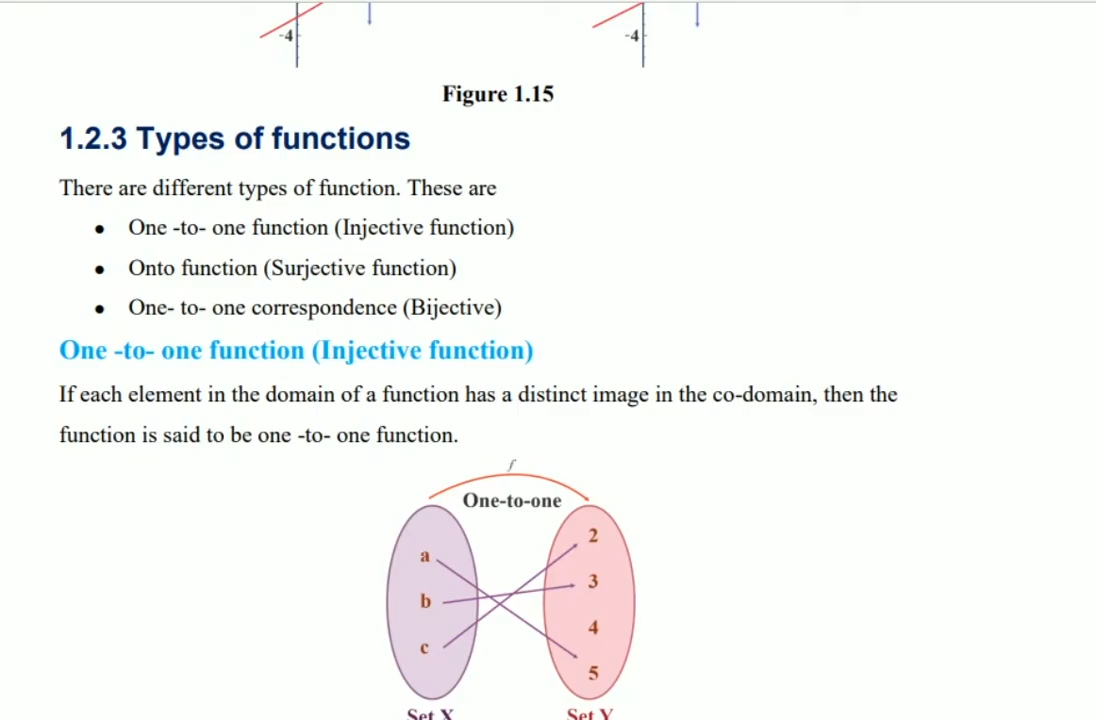 -4
-4
Figure 1.15
1.2.3 Types of functions
There are different types of function. These are
• One -to- one function (Injective function)
• Onto function (Surjective function)
• One- to- one correspondence (Bijective)
One -to- one function (Injective function)
If each element in the domain of a function has a distinct image in the co-domain, then the
function is said to be one -to- one function.
f
One-to-one
a
b
c
2
3
4
5
Set X
Set Y